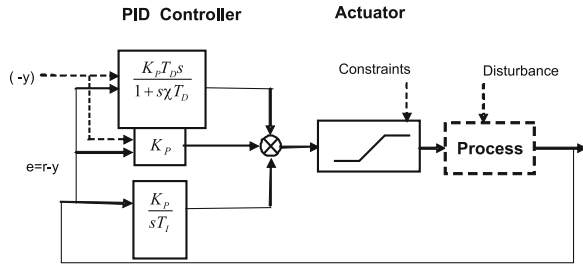 PID Controller
Actuator
(-y)
K_P T_D s
1+sχT_D
Constraints
Disturbance
K_P
Process
e=r-y
K_P
sT_I